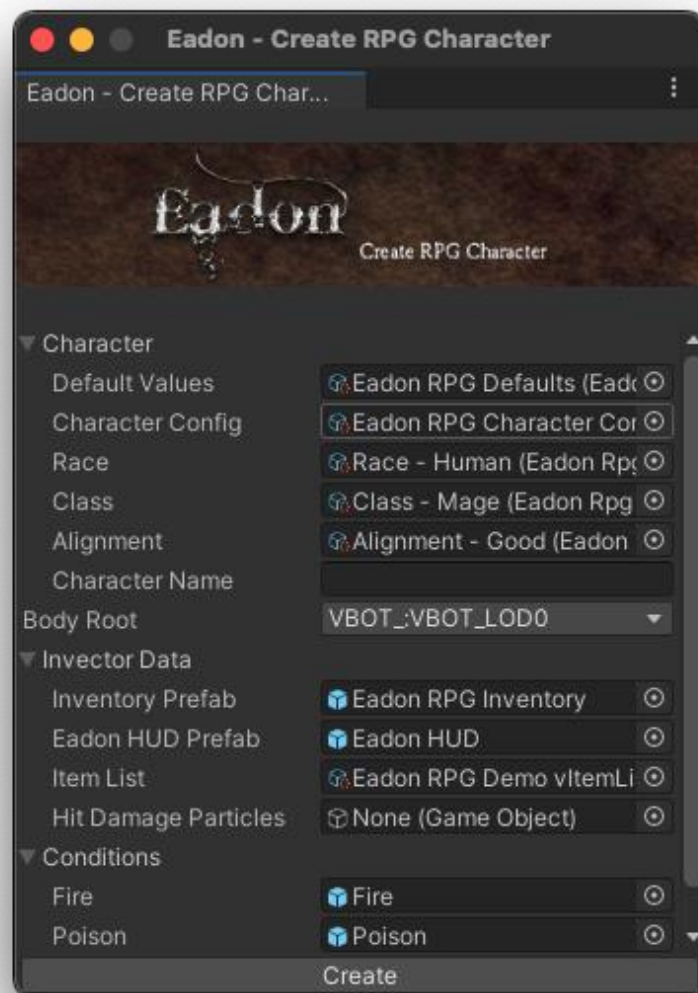 Eadon - Create RPG Character
Eadon - Create RPG Char...
Eadon
Create RPG Character
Character
Default Values Eadon RPG Defaults (Eado
Character Config Eadon RPG Character Con
Race Race - Human (Eadon Rpg
Class Class - Mage (Eadon Rpg
Alignment Alignment - Good (Eadon
Character Name
Body Root VBOT_:VBOT_LOD0
Invector Data
Inventory Prefab Eadon RPG Inventory
Eadon HUD Prefab Eadon HUD
Item List Eadon RPG Demo vItemLi
Hit Damage Particles None (Game Object)
Conditions
Fire Fire
Poison Poison
Create